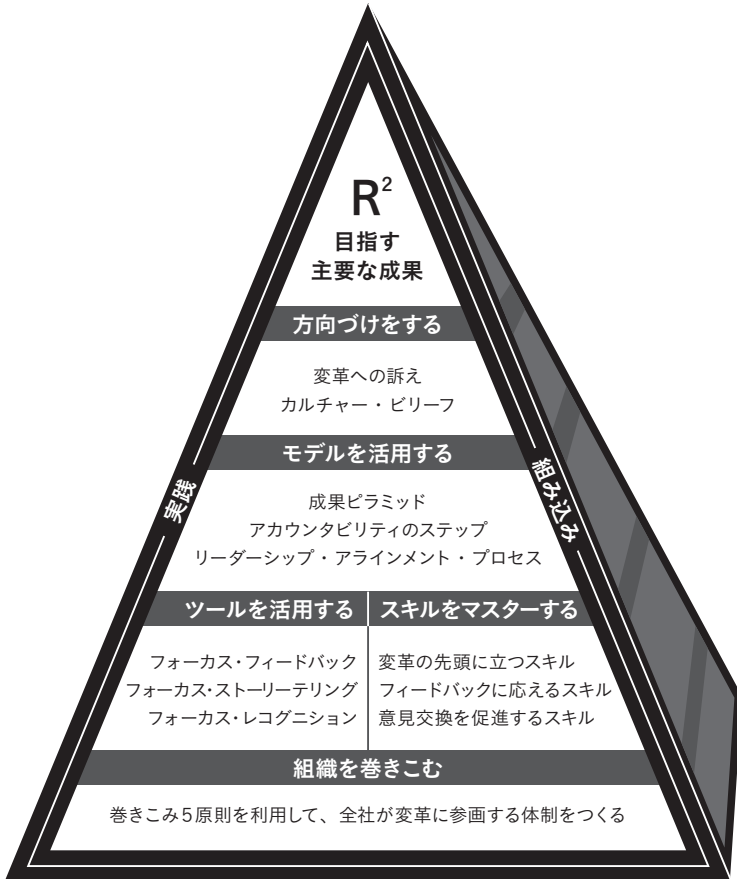 R²
目指す
主要な成果
方向づけをする
変革への訴え
カルチャー・ビリーフ
モデルを活用する
実践
組み込み
成果ピラミッド
アカウンタビリティのステップ
リーダーシップ・アラインメント・プロセス
ツールを活用する
フォーカス・フィードバック
フォーカス・ストーリーテリング
フォーカス・レコグニション
スキルをマスターする
変革の先頭に立つスキル
フィードバックに応えるスキル
意見交換を促進するスキル
組織を巻きこむ
巻きこみ5原則を利用して、全社が変革に参画する体制をつくる